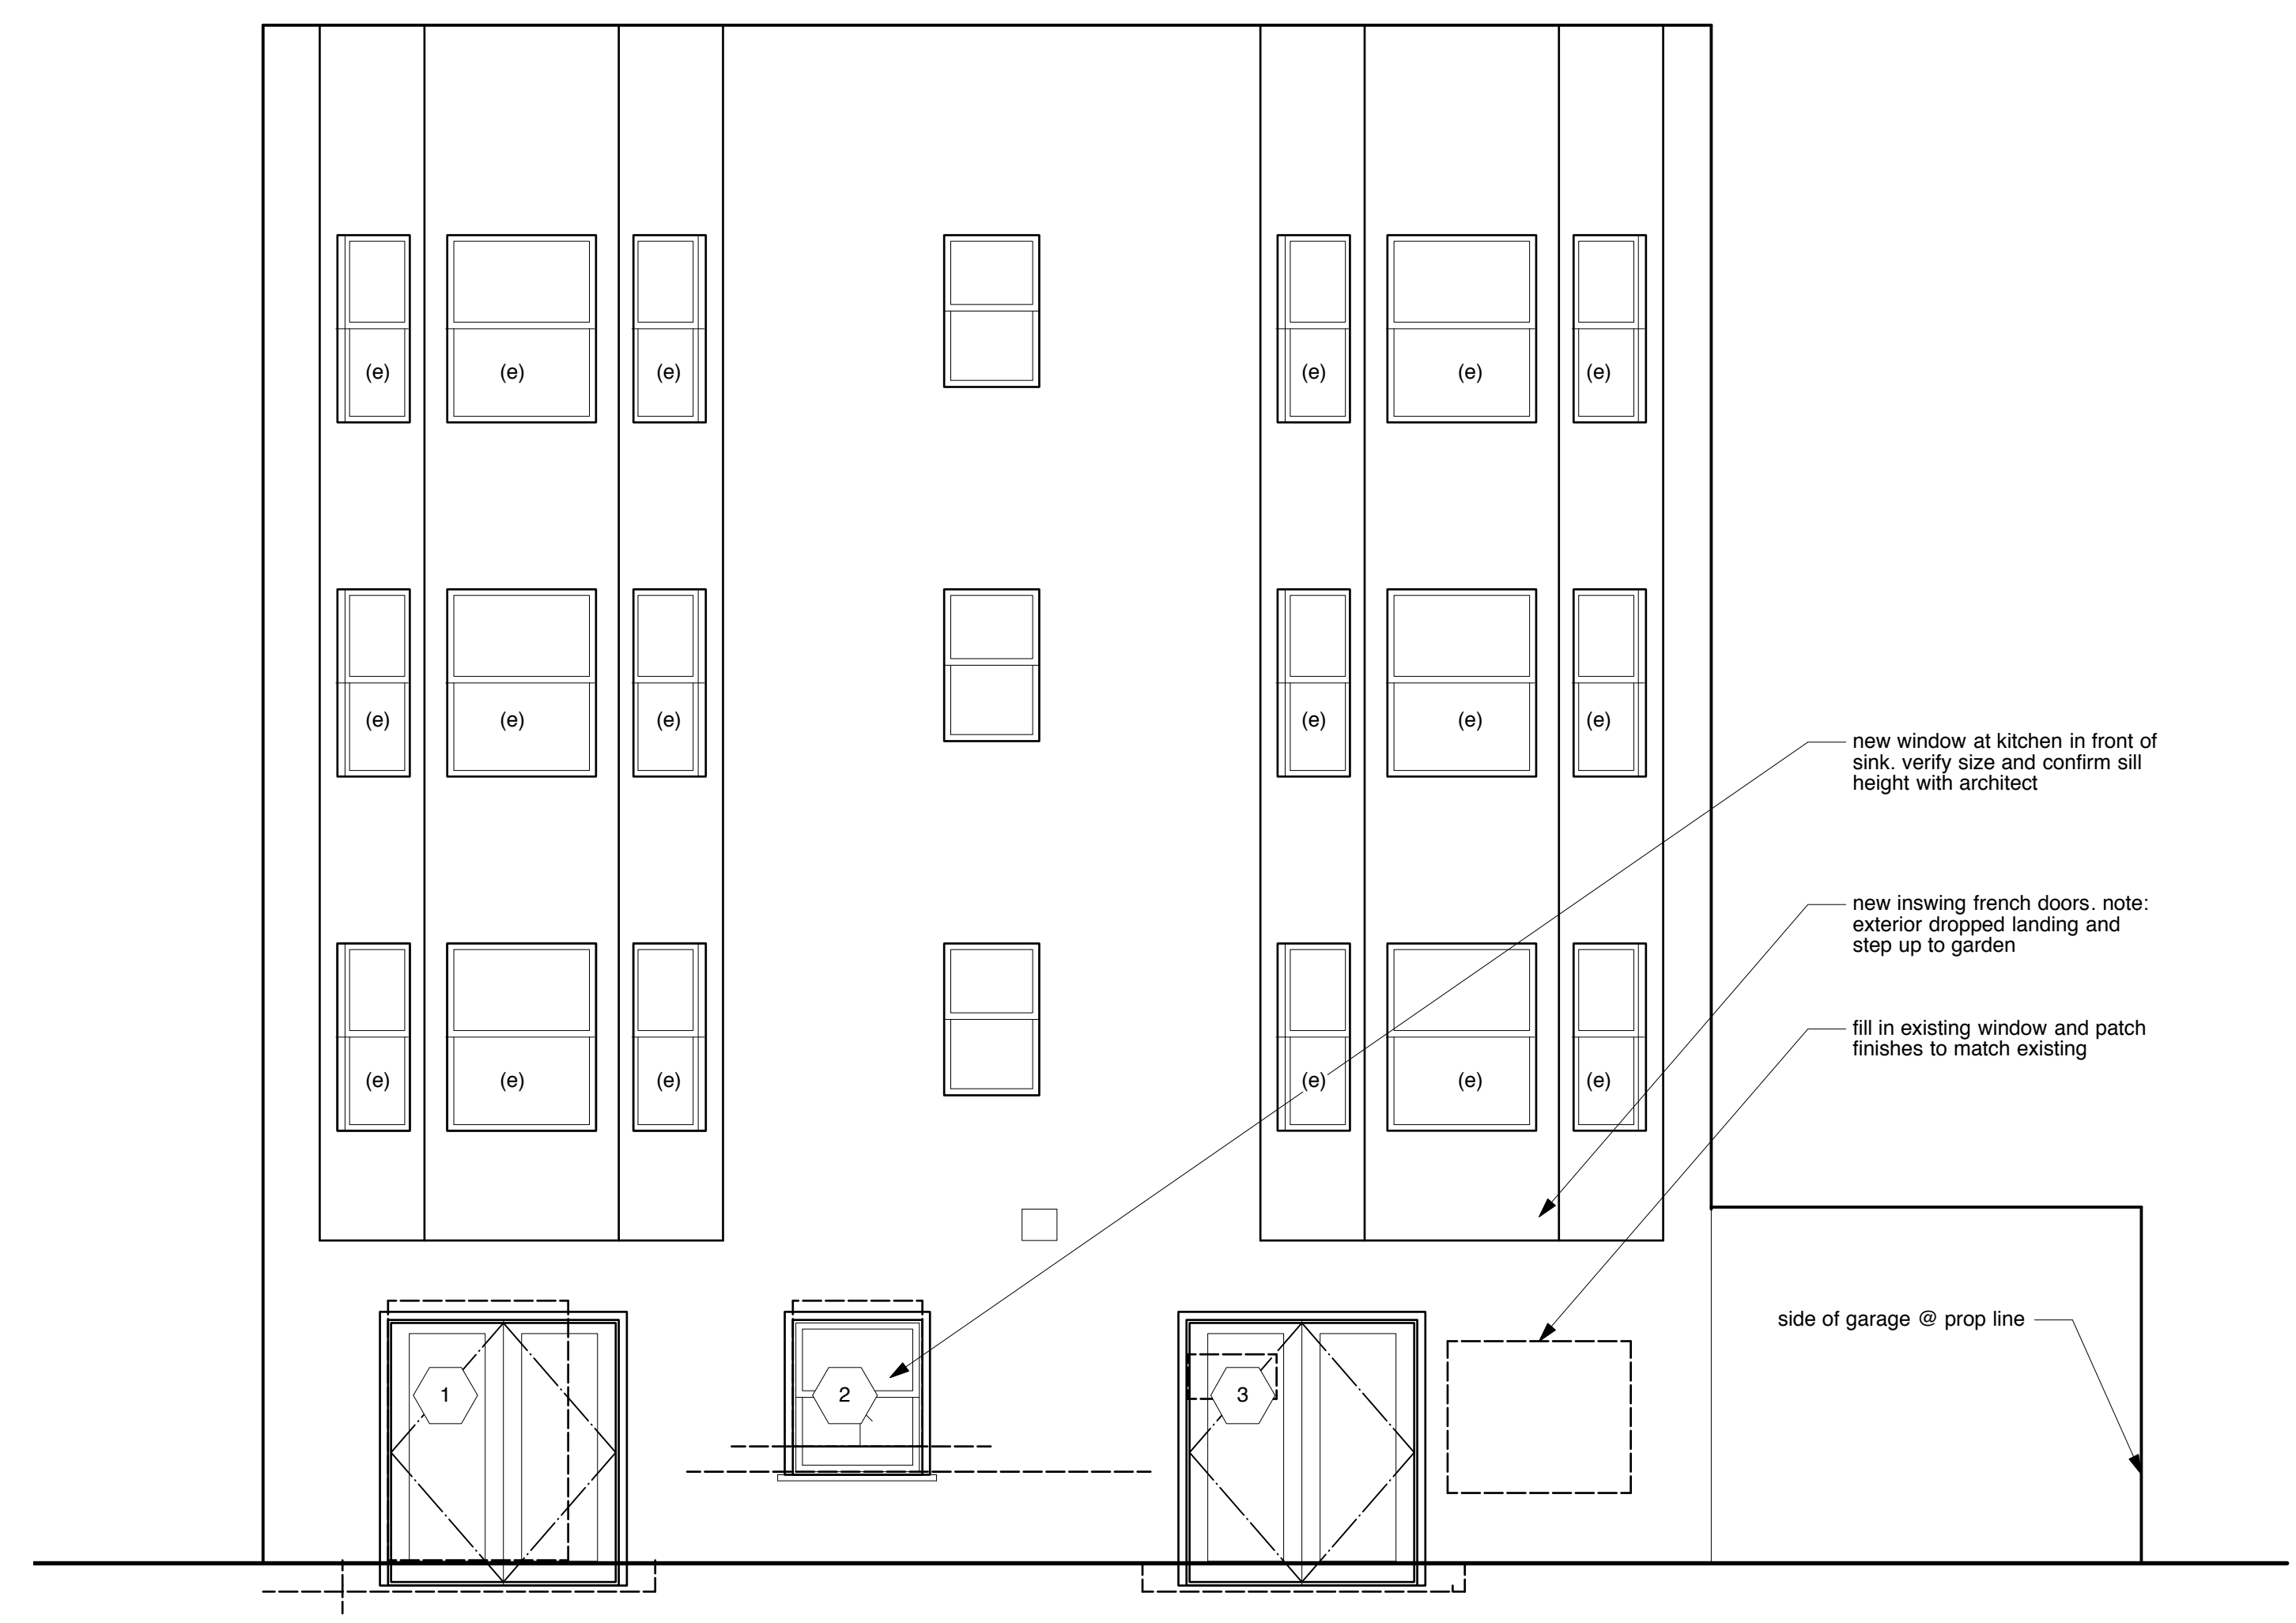 (e) (e) (e) (e) (e) (e)
(e) (e) (e) (e) (e) (e)
new window at kitchen in front of
sink. verify size and confirm sill
height with architect
new inswing french doors. note:
exterior dropped landing and
step up to garden
fill in existing window and patch
finishes to match existing
(e) (e) (e) (e) (e) (e)
side of garage @ prop line
1 2 3